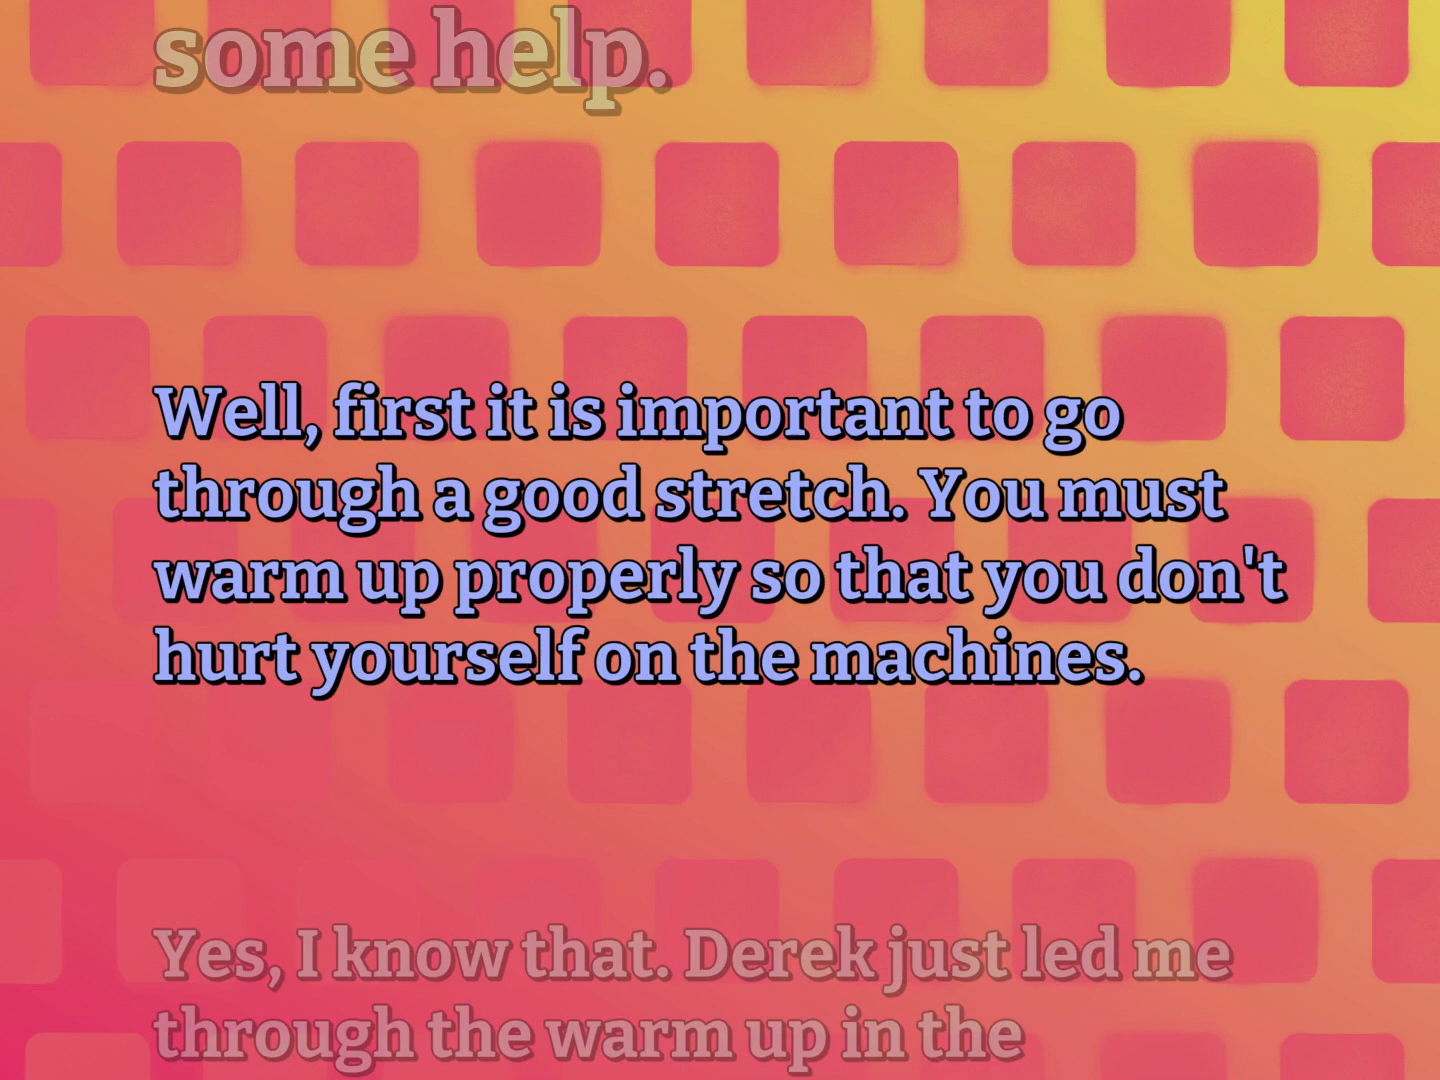 some help.
Well, first it is important to go
through a good stretch. You must
warm up properly so that you don't
hurt yourself on the machines.
Yes, I know that. Derek just led me
through the warm up in the